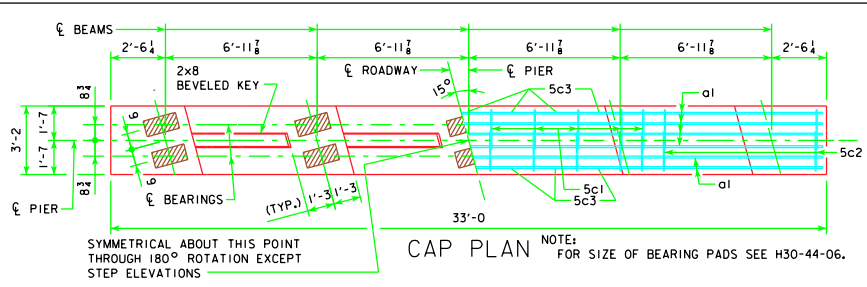 ℄ BEAMS
2'-6¼ 6'-11⅞ 6'-11⅞ 6'-11⅞ 6'-11⅞ 2'-6¼
2x8
BEVELED KEY
℄ ROADWAY
℄ PIER
15°
5c3
a1
8¾
9
3'-2
1'-7
1'-7
9
8¾
℄ PIER
℄ BEARINGS
(TYP.)
1'-3 1'-3
5c1
5c3
5c2
a1
33'-0
SYMMETRICAL ABOUT THIS POINT
THROUGH 180° ROTATION EXCEPT
STEP ELEVATIONS
CAP PLAN
NOTE:
FOR SIZE OF BEARING PADS SEE H30-44-06.